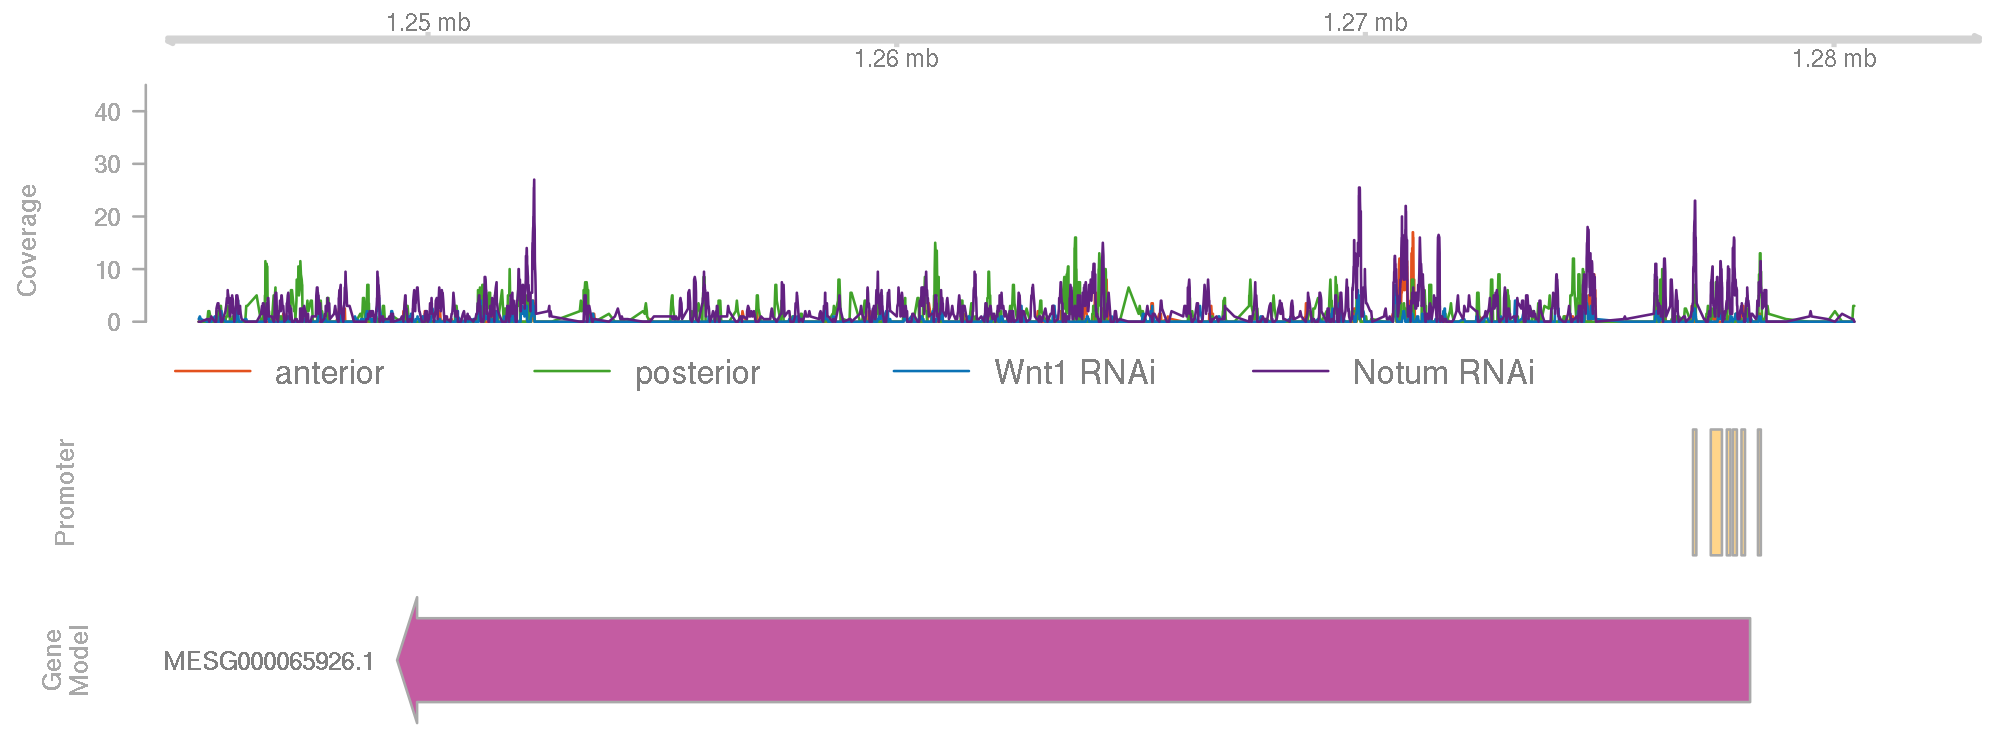 1.25 mb
1.27 mb
1.26 mb
1.28 mb
Coverage
40
30
20
10
0
anterior
posterior
Wnt1 RNAi
Notum RNAi
Promoter
Gene
Model
MESG000065926.1